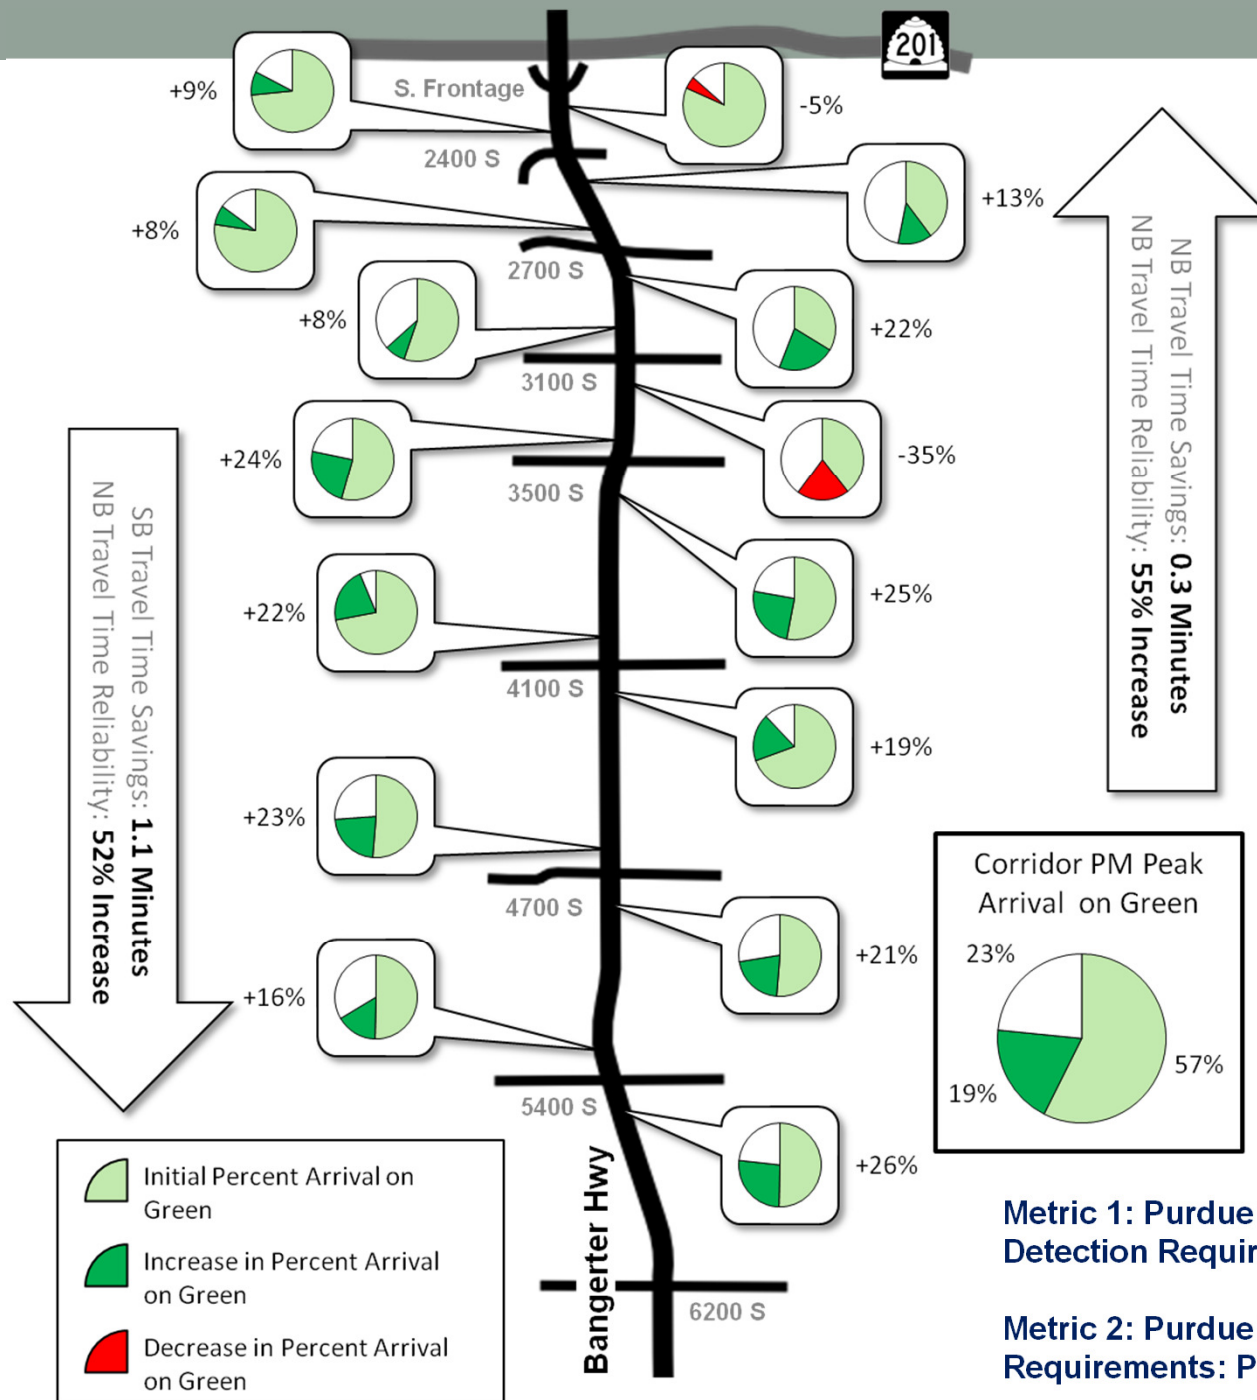 201
+9%
S. Frontage
-5%
2400 S
+13%
+8%
2700 S
+8%
+22%
3100 S
+24%
-35%
3500 S
+25%
+22%
4100 S
+19%
+23%
4700 S
+21%
+16%
5400 S
+26%
6200 S
Bangerter Hwy
SB Travel Time Savings: 1.1 Minutes
NB Travel Time Reliability: 52% Increase
NB Travel Time Savings: 0.3 Minutes
NB Travel Time Reliability: 55% Increase
Corridor PM Peak
Arrival on Green
23%
57%
19%
Initial Percent Arrival on
Green
Increase in Percent Arrival
on Green
Decrease in Percent Arrival
on Green
Metric 1: Purdue
Detection Requir
Metric 2: Purdue
Requirements: P